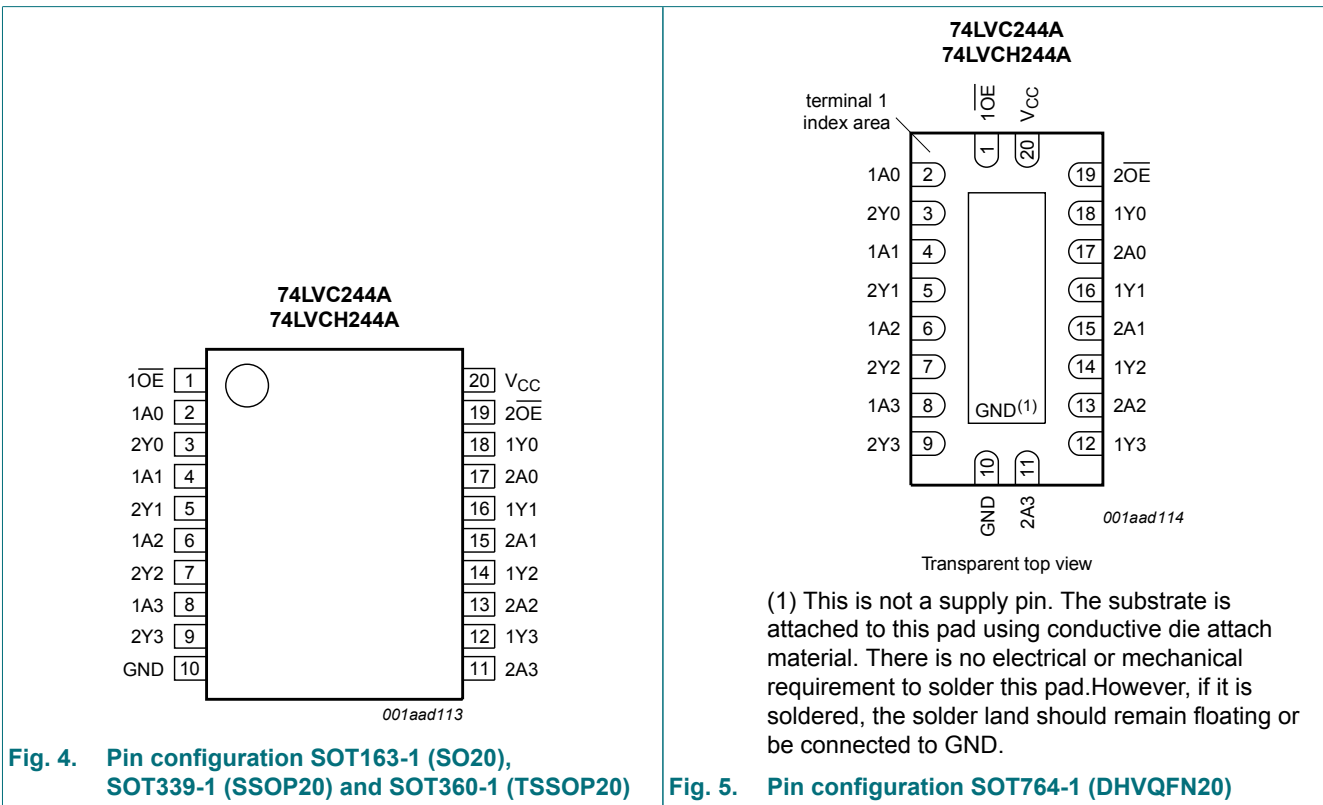 74LVC244A
74LVCH244A
1OE 1
1A0 2
2Y0 3
1A1 4
2Y1 5
1A2 6
2Y2 7
1A3 8
2Y3 9
GND 10
20 VCC
19 2OE
18 1Y0
17 2A0
16 1Y1
15 2A1
14 1Y2
13 2A2
12 1Y3
11 2A3
001aad113
Fig. 4. Pin configuration SOT163-1 (SO20),
SOT339-1 (SSOP20) and SOT360-1 (TSSOP20)
74LVC244A
74LVCH244A
terminal 1
index area
1OE
VCC
1
20
1A0 2
2Y0 3
1A1 4
2Y1 5
1A2 6
2Y2 7
1A3 8
2Y3 9
19 2OE
18 1Y0
17 2A0
16 1Y1
15 2A1
14 1Y2
13 2A2
12 1Y3
GND(1)
10
11
GND
2A3
001aad114
Transparent top view
(1) This is not a supply pin. The substrate is
attached to this pad using conductive die attach
material. There is no electrical or mechanical
requirement to solder this pad.However, if it is
soldered, the solder land should remain floating or
be connected to GND.
Fig. 5. Pin configuration SOT764-1 (DHVQFN20)